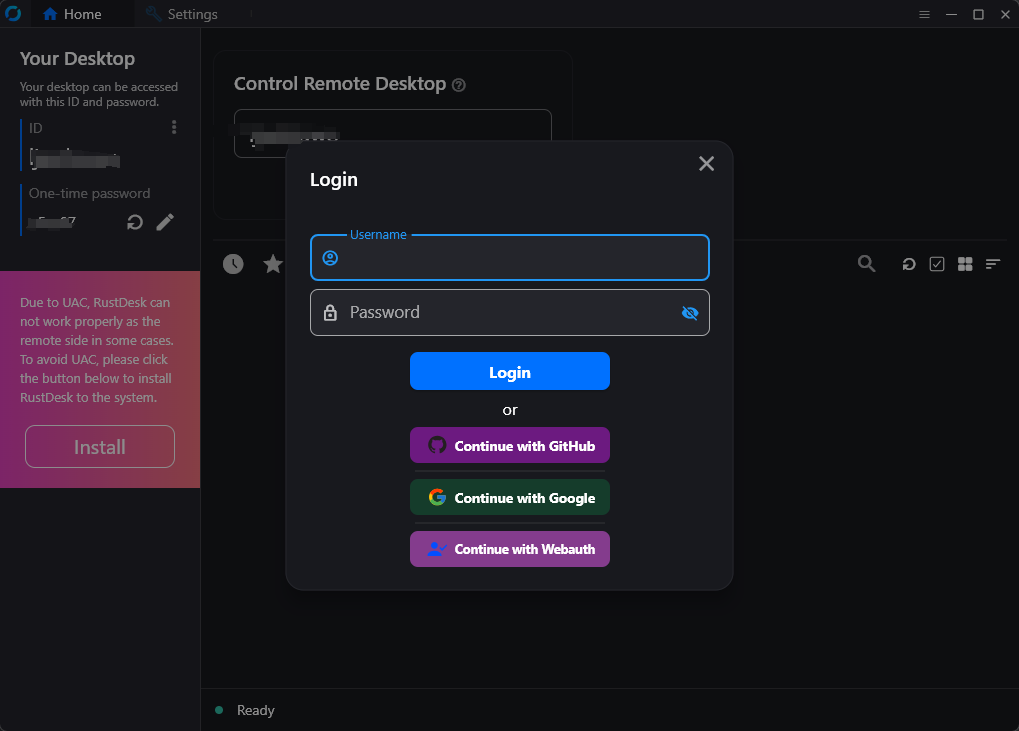 Home
Settings
Your Desktop
Your desktop can be accessed
with this ID and password.
ID
One-time password
Due to UAC, RustDesk can
not work properly as the
remote side in some cases.
To avoid UAC, please click
the button below to install
RustDesk to the system.
Install
Control Remote Desktop
Login
Username
Password
Login
or
Continue with GitHub
Continue with Google
Continue with Webauth
Ready